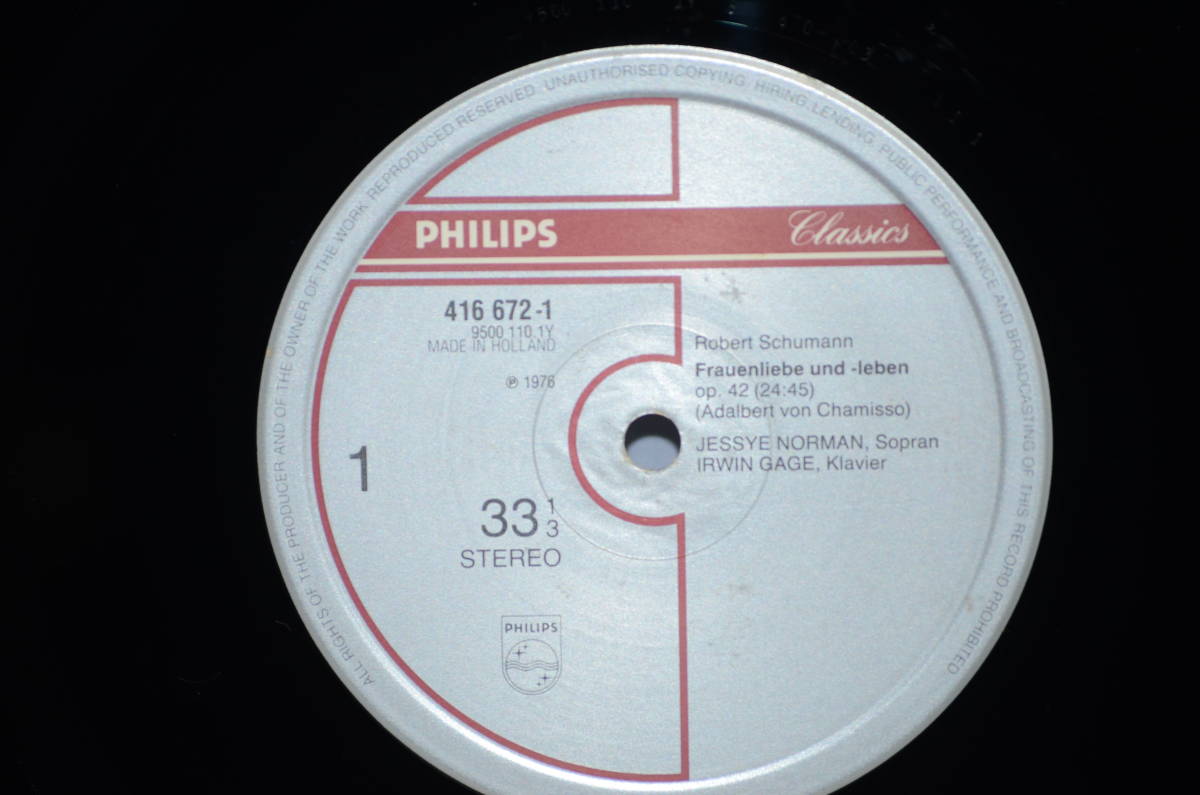 ALL RIGHTS OF THE PRODUCER AND OF THE OWNER OF THE WORK REPRODUCED RESERVED UNAUTHORISED COPYING, HIRING, LENDING, PUBLIC PERFORMANCE AND BROADCASTING OF THIS RECORD PROHIBITED
PHILIPS Classics
416 672-1
9500 110.1Y
MADE IN HOLLAND
℗ 1976
1
33 1/3
STEREO
PHILIPS
Robert Schumann
Frauenliebe und -leben
op. 42 (24:45)
(Adalbert von Chamisso)
JESSYE NORMAN, Sopran
IRWIN GAGE, Klavier